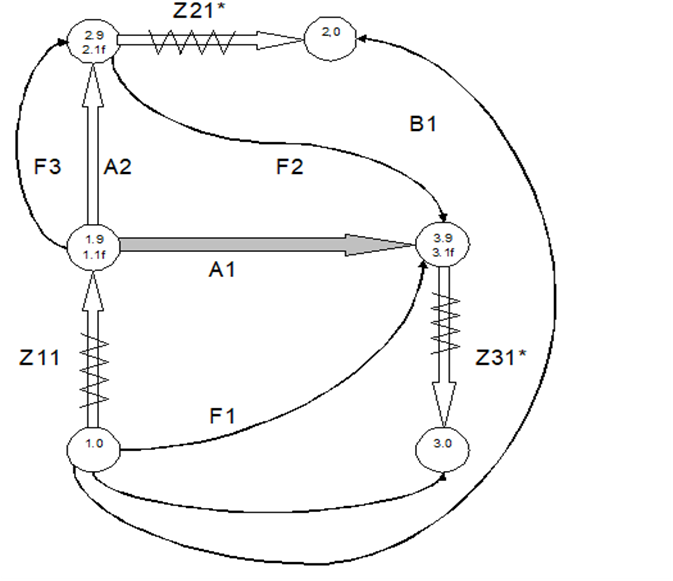 Z21*
2.9
2.1f
2,0
B1
F3
A2
F2
1.9
1.1f
3.9
3.1f
A1
Z11
Z31*
F1
1.0
3.0